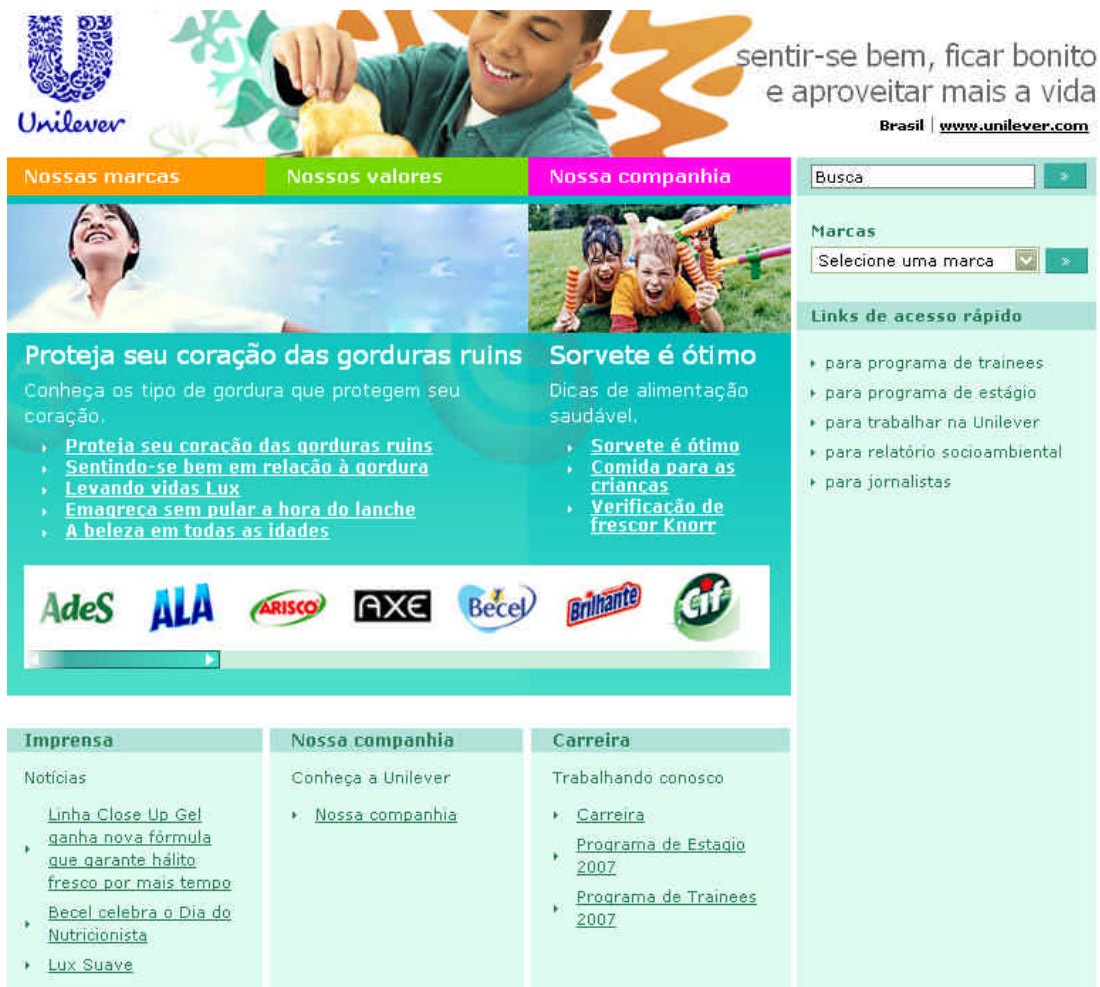 Unilever
sentir-se bem, ficar bonito
e aproveitar mais a vida
Brasil | www.unilever.com
Nossas marcas
Nossos valores
Nossa companhia
Busca
»
Marcas
Selecione uma marca
»
Links de acesso rápido
para programa de trainees
para programa de estágio
para trabalhar na Unilever
para relatório socioambiental
para jornalistas
Proteja seu coração das gorduras ruins
Conheça os tipo de gordura que protegem seu
coração.
Proteja seu coração das gorduras ruins
Sentindo-se bem em relação à gordura
Levando vidas Lux
Emagreça sem pular a hora do lanche
A beleza em todas as idades
Sorvete é ótimo
Dicas de alimentação
saudável.
Sorvete é ótimo
Comida para as
crianças
Verificação de
frescor Knorr
AdeS
ALA
ARISCO
AXE
Becel
Brilhante
Cif
Imprensa
Notícias
Linha Close Up Gel
ganha nova fórmula
que garante hálito
fresco por mais tempo
Becel celebra o Dia do
Nutricionista
Lux Suave
Nossa companhia
Conheça a Unilever
Nossa companhia
Carreira
Trabalhando conosco
Carreira
Programa de Estagio
2007
Programa de Trainees
2007